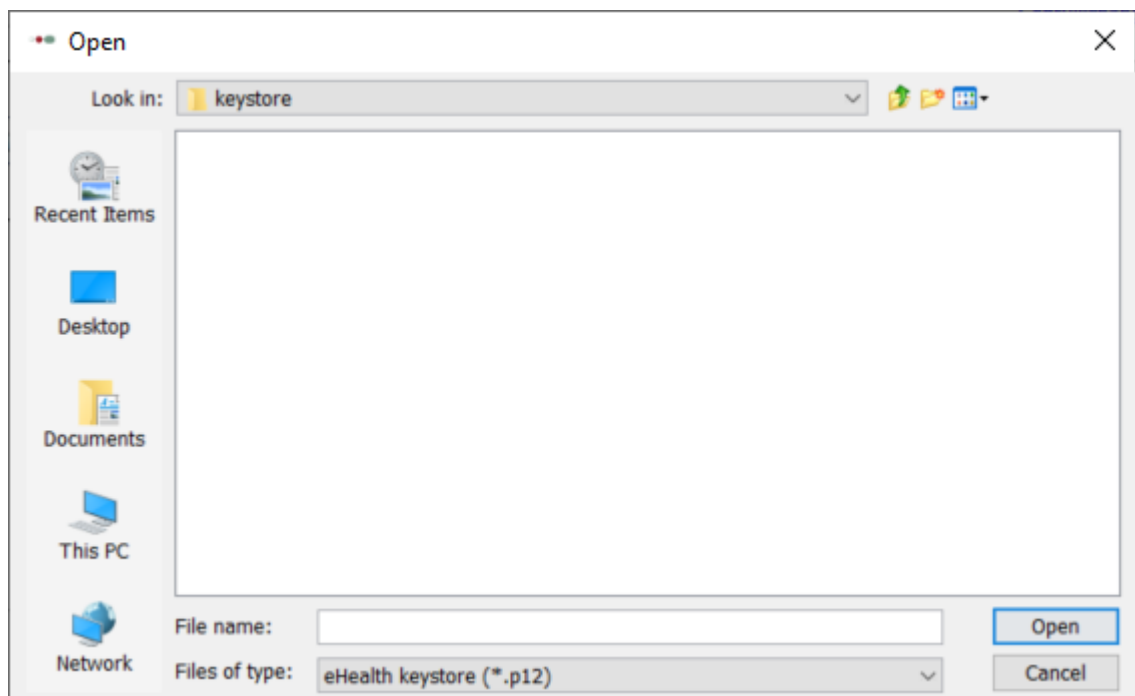 Open
Look in: keystore
Recent Items
Desktop
Documents
This PC
Network
File name: Open
Files of type: eHealth keystore (*.p12) Cancel